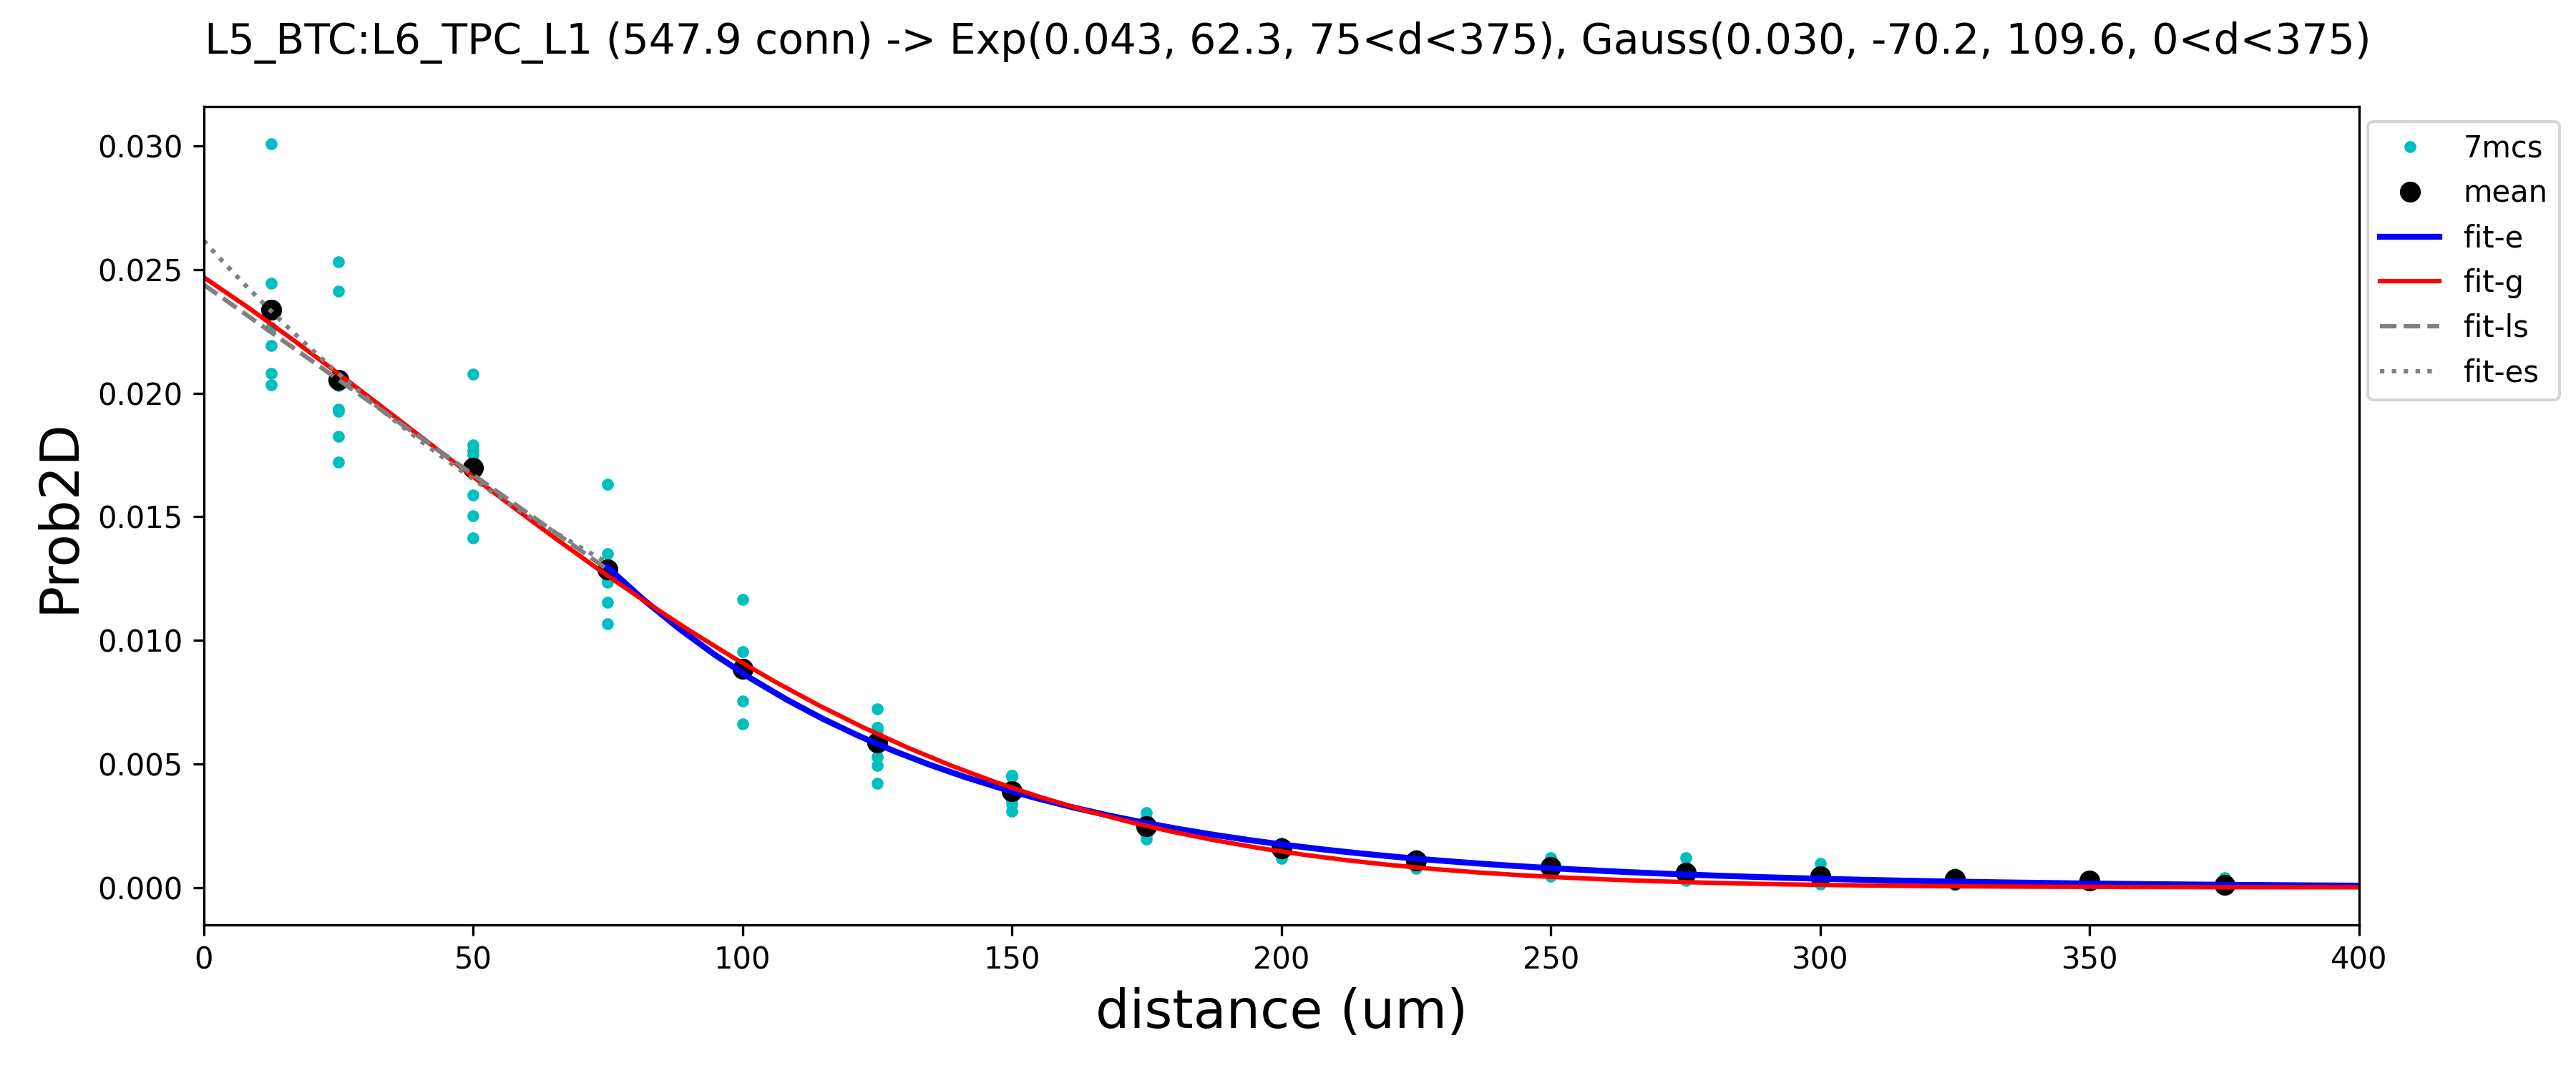 L5_BTC:L6_TPC_L1 (547.9 conn) -> Exp(0.043, 62.3, 75<d<375), Gauss(0.030, -70.2, 109.6, 0<d<375)
0.030
0.025
0.020
0.015
0.010
0.005
0.000
Prob2D
0 50 100 150 200 250 300 350 400
distance (um)
7mcs
mean
fit-e
fit-g
fit-ls
fit-es